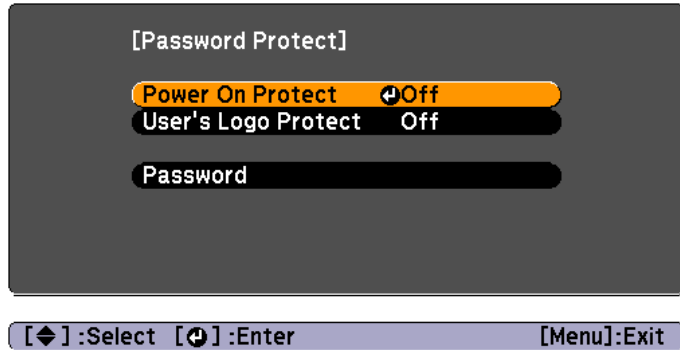 [Password Protect]
Power On Protect Off
User's Logo Protect Off
Password
[◆]:Select [⏎]:Enter [Menu]:Exit